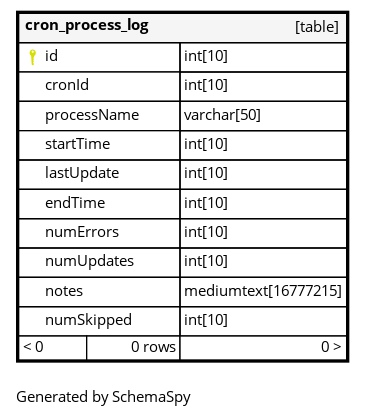 cron_process_log [table]
id int[10]
cronId int[10]
processName varchar[50]
startTime int[10]
lastUpdate int[10]
endTime int[10]
numErrors int[10]
numUpdates int[10]
notes mediumtext[16777215]
numSkipped int[10]
< 0 0 rows 0 >
Generated by SchemaSpy